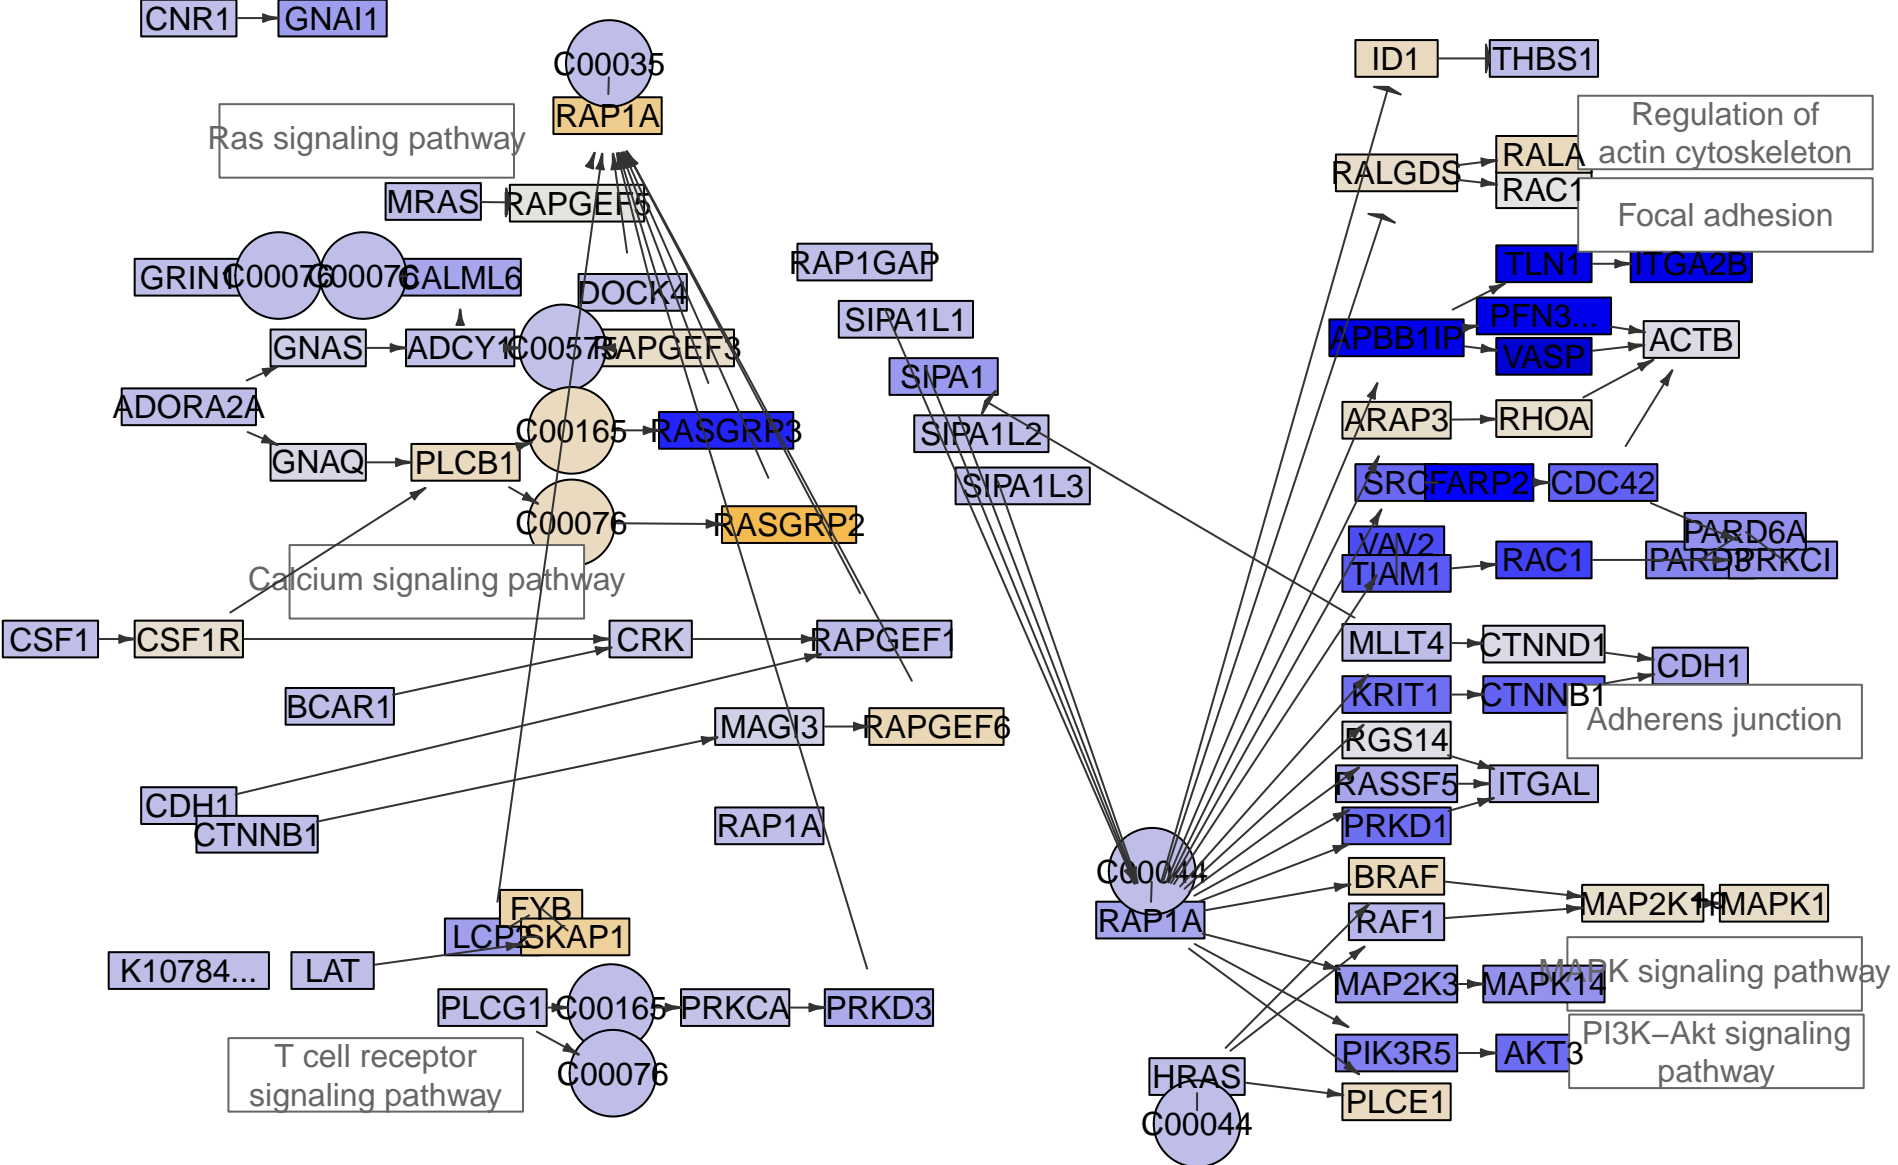 CNR1
GNAI1
C00035
RAP1A
ID1
THBS1
Ras signaling pathway
Regulation of
actin cytoskeleton
RALGDS
RALA
RAC1
Focal adhesion
MRAS
RAPGEF5
GRIN1
C00076
C00076
CALML6
DOCK4
RAP1GAP
TLN1
ITGA2B
SIPA1L1
PFN3...
APBB1IP
VASP
ACTB
GNAS
ADCY1
C00575
RAPGEF3
SIPA1
ADORA2A
ARAP3
RHOA
C00165
RASGRP3
SIPA1L2
GNAQ
PLCB1
SIPA1L3
SRC
FARP2
CDC42
C00076
RASGRP2
VAV2
TIAM1
RAC1
PARD6A
PARD3
PRKCI
Calcium signaling pathway
CSF1
CSF1R
CRK
RAPGEF1
MLLT4
CTNND1
CDH1
BCAR1
KRIT1
CTNNB1
MAGI3
RAPGEF6
Adherens junction
RGS14
CDH1
CTNNB1
RAP1A
RASSF5
ITGAL
PRKD1
C00044
RAP1A
BRAF
RAF1
MAP2K1
+p
MAPK1
FYB
LCP2
SKAP1
K10784...
LAT
MAPK signaling pathway
MAP2K3
MAPK14
PLCG1
C00165
PRKCA
PRKD3
T cell receptor
signaling pathway
C00076
PIK3R5
AKT3
PI3K−Akt signaling
pathway
HRAS
C00044
PLCE1